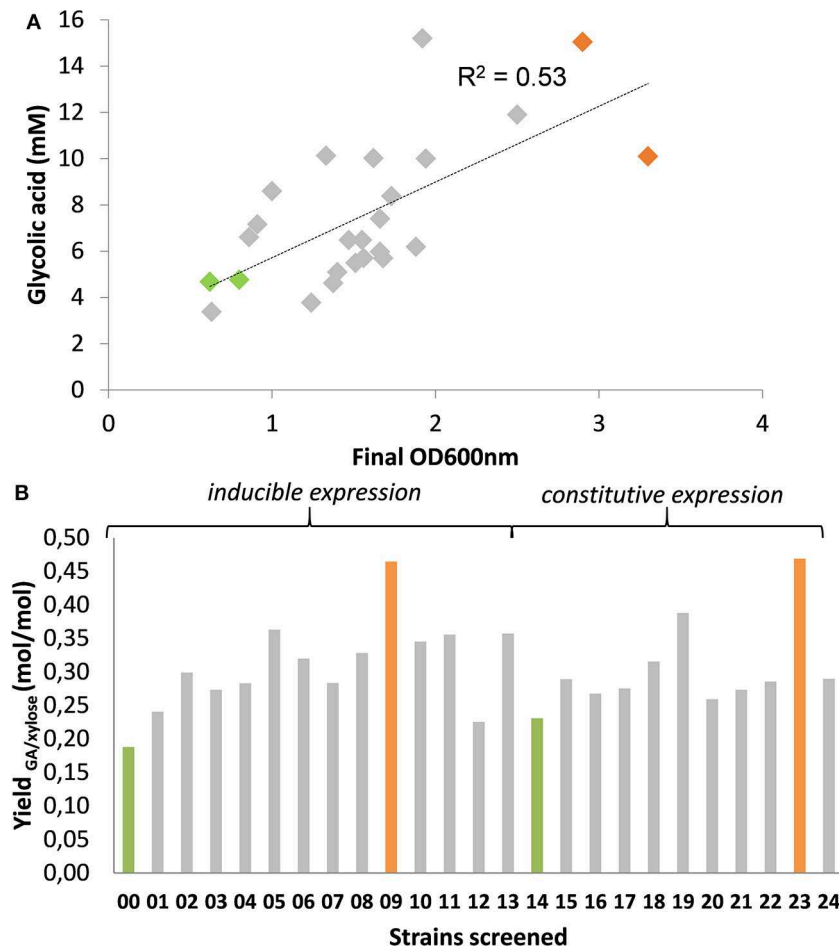 A
16
14
12
10
8
6
4
2
0
Glycolic acid (mM)
R² = 0.53
0 1 2 3 4
Final OD600nm
B
inducible expression constitutive expression
0,50
0,45
0,40
0,35
0,30
0,25
0,20
0,15
0,10
0,05
0,00
Yield GA/xylose (mol/mol)
00 01 02 03 04 05 06 07 08 09 10 11 12 13 14 15 16 17 18 19 20 21 22 23 24
Strains screened